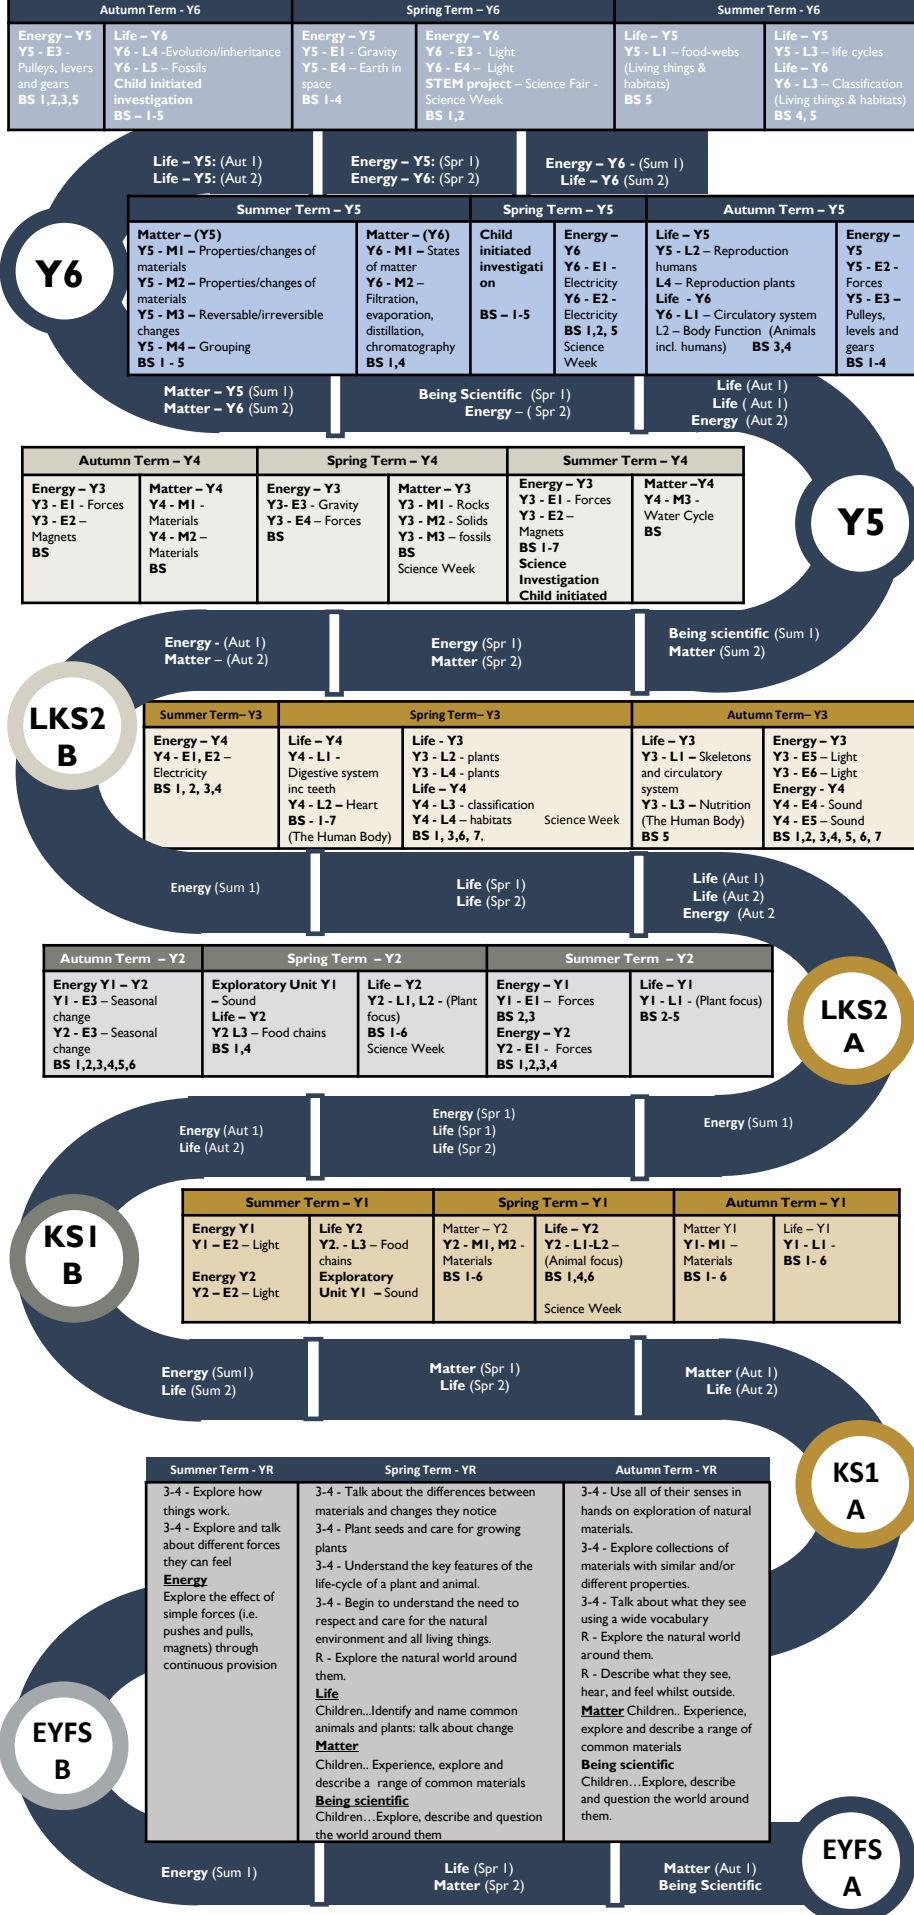 Autumn Term - Y6
Spring Term – Y6
Summer Term - Y6
Energy – Y5
Y5 - E3 -
Pulleys, levers
and gears
BS 1,2,3,5
Life – Y6
Y6 - L4 -Evolution/inheritance
Y6 - L5 – Fossils
Child initiated
investigation
BS – 1-5
Energy – Y5
Y5 - E1 - Gravity
Y5 - E4 – Earth in
space
BS 1-4
Energy – Y6
Y6 - E3 - Light
Y6 - E4 – Light
STEM project – Science Fair -
Science Week
BS 1,2
Life – Y5
Y5 - L1 – food-webs
(Living things &
habitats)
BS 5
Life – Y5
Y5 - L3 – life cycles
Life – Y6
Y6 - L3 – Classification
(Living things & habitats)
BS 4, 5
Life – Y5: (Aut 1)
Life – Y5: (Aut 2)
Energy – Y5: (Spr 1)
Energy – Y6: (Spr 2)
Energy – Y6 - (Sum 1)
Life – Y6 (Sum 2)
Y6
Summer Term – Y5
Spring Term – Y5
Autumn Term – Y5
Matter – (Y5)
Y5 - M1 – Properties/changes of
materials
Y5 - M2 – Properties/changes of
materials
Y5 - M3 – Reversable/irreversible
changes
Y5 - M4 – Grouping
BS 1 - 5
Matter – (Y6)
Y6 - M1 – States
of matter
Y6 - M2 –
Filtration,
evaporation,
distillation,
chromatography
BS 1,4
Child
initiated
investigati
on
BS – 1-5
Energy –
Y6
Y6 - E1 -
Electricity
Y6 - E2 -
Electricity
BS 1,2, 5
Science
Week
Life – Y5
Y5 - L2 – Reproduction
humans
L4 – Reproduction plants
Life - Y6
Y6 - L1 – Circulatory system
L2 – Body Function (Animals
incl. humans) BS 3,4
Energy –
Y5
Y5 - E2 -
Forces
Y5 - E3 –
Pulleys,
levels and
gears
BS 1-4
Matter – Y5 (Sum 1)
Matter – Y6 (Sum 2)
Being Scientific (Spr 1)
Energy – ( Spr 2)
Life (Aut 1)
Life ( Aut 1)
Energy (Aut 2)
Y5
Autumn Term – Y4
Spring Term – Y4
Summer Term – Y4
Energy – Y3
Y3 - E1 - Forces
Y3 - E2 –
Magnets
BS
Matter – Y4
Y4 - M1 -
Materials
Y4 - M2 –
Materials
BS
Energy – Y3
Y3- E3 - Gravity
Y3 - E4 – Forces
BS
Matter – Y3
Y3 - M1 - Rocks
Y3 - M2 - Solids
Y3 - M3 – fossils
BS
Science Week
Energy – Y3
Y3 - E1 - Forces
Y3 - E2 –
Magnets
BS 1-7
Science
Investigation
Child initiated
Matter –Y4
Y4 - M3 -
Water Cycle
BS
Energy - (Aut 1)
Matter – (Aut 2)
Energy (Spr 1)
Matter (Spr 2)
Being scientific (Sum 1)
Matter (Sum 2)
LKS2
B
Summer Term– Y3
Spring Term–Y3
Autumn Term– Y3
Energy – Y4
Y4 - E1, E2 –
Electricity
BS 1, 2, 3,4
Life – Y4
Y4 - L1 -
Digestive system
inc teeth
Y4 - L2 – Heart
BS - 1-7
(The Human Body)
Life - Y3
Y3 - L2 - plants
Y3 - L4 - plants
Life – Y4
Y4 - L3 - classification
Y4 - L4 – habitats Science Week
BS 1, 3,6, 7,
Life – Y3
Y3 - L1 – Skeletons
and circulatory
system
Y3 - L3 – Nutrition
(The Human Body)
BS 5
Energy – Y3
Y3 - E5 – Light
Y3 - E6 – Light
Energy - Y4
Y4 - E4 - Sound
Y4 - E5 – Sound
BS 1,2, 3,4, 5, 6, 7
Energy (Sum 1)
Life (Spr 1)
Life (Spr 2)
Life (Aut 1)
Life (Aut 2)
Energy (Aut 2
LKS2
A
Autumn Term – Y2
Spring Term – Y2
Summer Term – Y2
Energy Y1 – Y2
Y1 - E3 – Seasonal
change
Y2 - E3 – Seasonal
change
BS 1,2,3,4,5,6
Exploratory Unit Y1
– Sound
Life – Y2
Y2 L3 – Food chains
BS 1,4
Life – Y2
Y2 - L1, L2 - (Plant
focus)
BS 1-6
Science Week
Energy – Y1
Y1 - E1 – Forces
BS 2,3
Energy – Y2
Y2 - E1 - Forces
BS 1,2,3,4
Life – Y1
Y1 - L1 - (Plant focus)
BS 2-5
Energy (Aut 1)
Life (Aut 2)
Energy (Spr 1)
Life (Spr 1)
Life (Spr 2)
Energy (Sum 1)
KS1
B
Summer Term – Y1
Spring Term – Y1
Autumn Term – Y1
Energy Y1
Y1 – E2 – Light
Energy Y2
Y2 – E2 – Light
Life Y2
Y2. - L3 – Food
chains
Exploratory
Unit Y1 – Sound
Matter – Y2
Y2 - M1, M2 -
Materials
BS 1-6
Life – Y2
Y2 - L1-L2 –
(Animal focus)
BS 1,4,6
Science Week
Matter Y1
Y1- M1 –
Materials
BS 1- 6
Life – Y1
Y1 - L1 -
BS 1- 6
Energy (Sum1)
Life (Sum 2)
Matter (Spr 1)
Life (Spr 2)
Matter (Aut 1)
Life (Aut 2)
KS1
A
Summer Term - YR
Spring Term - YR
Autumn Term - YR
3-4 - Explore how
things work.
3-4 - Explore and talk
about different forces
they can feel
Energy
Explore the effect of
simple forces (i.e.
pushes and pulls,
magnets) through
continuous provision
3-4 - Talk about the differences between
materials and changes they notice
3-4 - Plant seeds and care for growing
plants
3-4 - Understand the key features of the
life-cycle of a plant and animal.
3-4 - Begin to understand the need to
respect and care for the natural
environment and all living things.
R - Explore the natural world around
them.
Life
Children...Identify and name common
animals and plants: talk about change
Matter
Children.. Experience, explore and
describe a range of common materials
Being scientific
Children…Explore, describe and question
the world around them
3-4 - Use all of their senses in
hands on exploration of natural
materials.
3-4 - Explore collections of
materials with similar and/or
different properties.
3-4 - Talk about what they see
using a wide vocabulary
R - Explore the natural world
around them.
R - Describe what they see,
hear, and feel whilst outside.
Matter Children.. Experience,
explore and describe a range of
common materials
Being scientific
Children…Explore, describe
and question the world around
them.
EYFS
B
Energy (Sum 1)
Life (Spr 1)
Matter (Spr 2)
Matter (Aut 1)
Being Scientific
EYFS
A